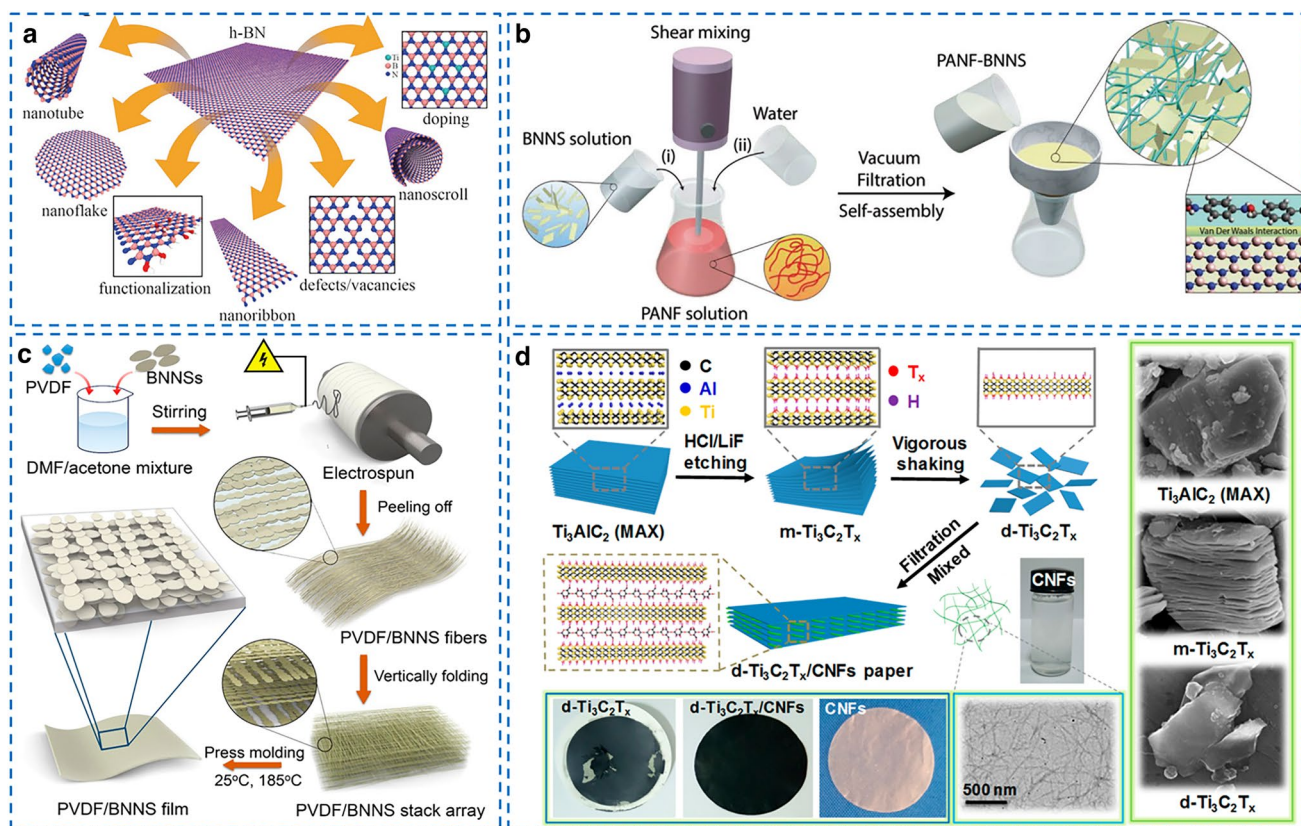 a
h-BN
Ti
B
N
nanotube
doping
nanoflake
nanoscroll
functionalization
defects/vacancies
nanoribbon
b
Shear mixing
PANF-BNNS
BNNS solution
Water
(i)
(ii)
Vacuum
Filtration
Self-assembly
Van Der Waals Interaction
PANF solution
c
PVDF
BNNSs
Stirring
DMF/acetone mixture
Electrospun
Peeling off
PVDF/BNNS fibers
Vertically folding
Press molding
25°C, 185°C
PVDF/BNNS film
PVDF/BNNS stack array
d
C
Al
Ti
Tₓ
H
HCl/LiF
etching
Vigorous
shaking
Ti₃AlC₂ (MAX)
m-Ti₃C₂Tₓ
d-Ti₃C₂Tₓ
Filtration
Mixed
CNFs
d-Ti₃C₂Tₓ/CNFs paper
d-Ti₃C₂Tₓ
d-Ti₃C₂Tₓ/CNFs
CNFs
500 nm
Ti₃AlC₂ (MAX)
m-Ti₃C₂Tₓ
d-Ti₃C₂Tₓ